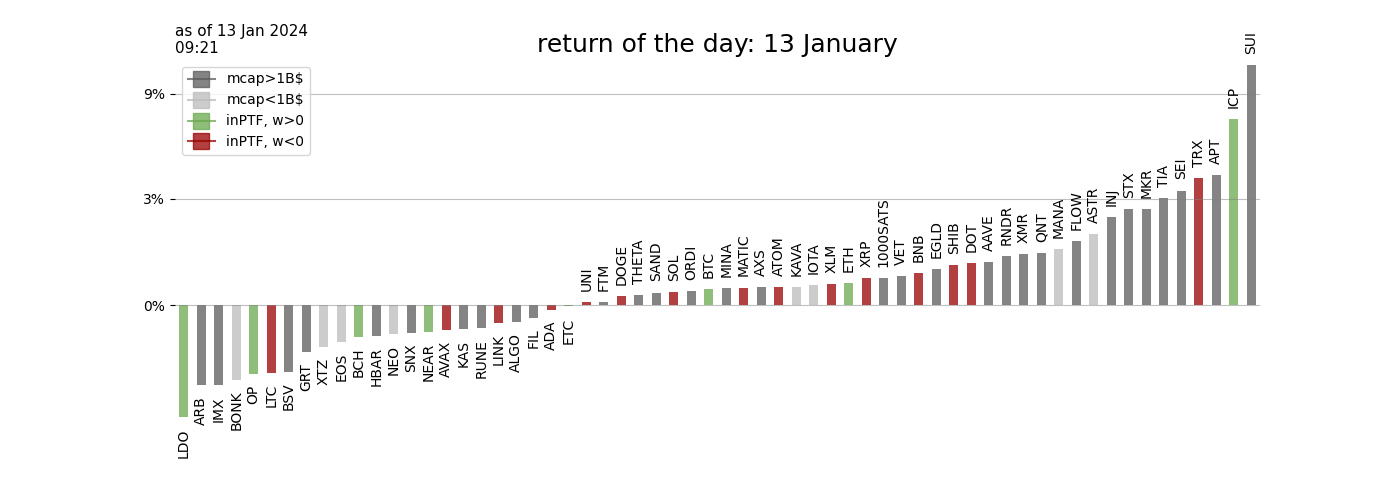 as of 13 Jan 2024
09:21
return of the day: 13 January
mcap>1B$
mcap<1B$
inPTF, w>0
inPTF, w<0
9%
3%
0%
LDO
ARB
IMX
BONK
OP
LTC
BSV
GRT
XTZ
EOS
BCH
HBAR
NEO
SNX
NEAR
AVAX
KAS
RUNE
LINK
ALGO
FIL
ADA
ETC
UNI
FTM
DOGE
THETA
SAND
SOL
ORDI
BTC
MINA
MATIC
AXS
ATOM
KAVA
IOTA
XLM
ETH
XRP
1000SATS
VET
BNB
EGLD
SHIB
DOT
AAVE
RNDR
XMR
QNT
MANA
FLOW
ASTR
INJ
STX
MKR
TIA
SEI
TRX
APT
ICP
SUI